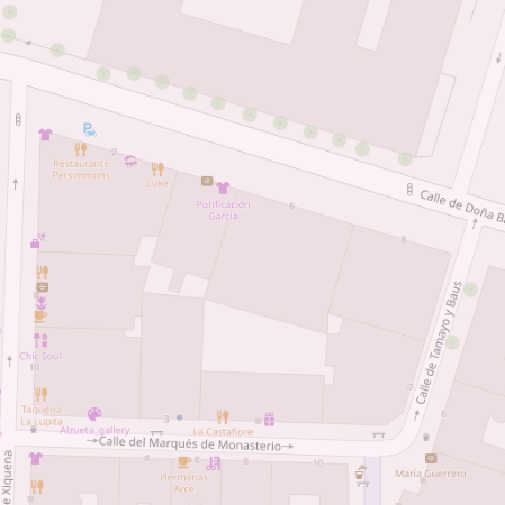 2
Restaurante
Persimmons
Luke
Purificación
García
6
8
Calle de Doña Ba
Calle de Tamayo y Baus
Chic Soul
10
Taquería
La Lupita
Alzueta gallery
3
La Castafiore
6
Calle del Marqués de Monasterio
e Xiquena
6
8
10
Hermanas
Arce
María Guerrero